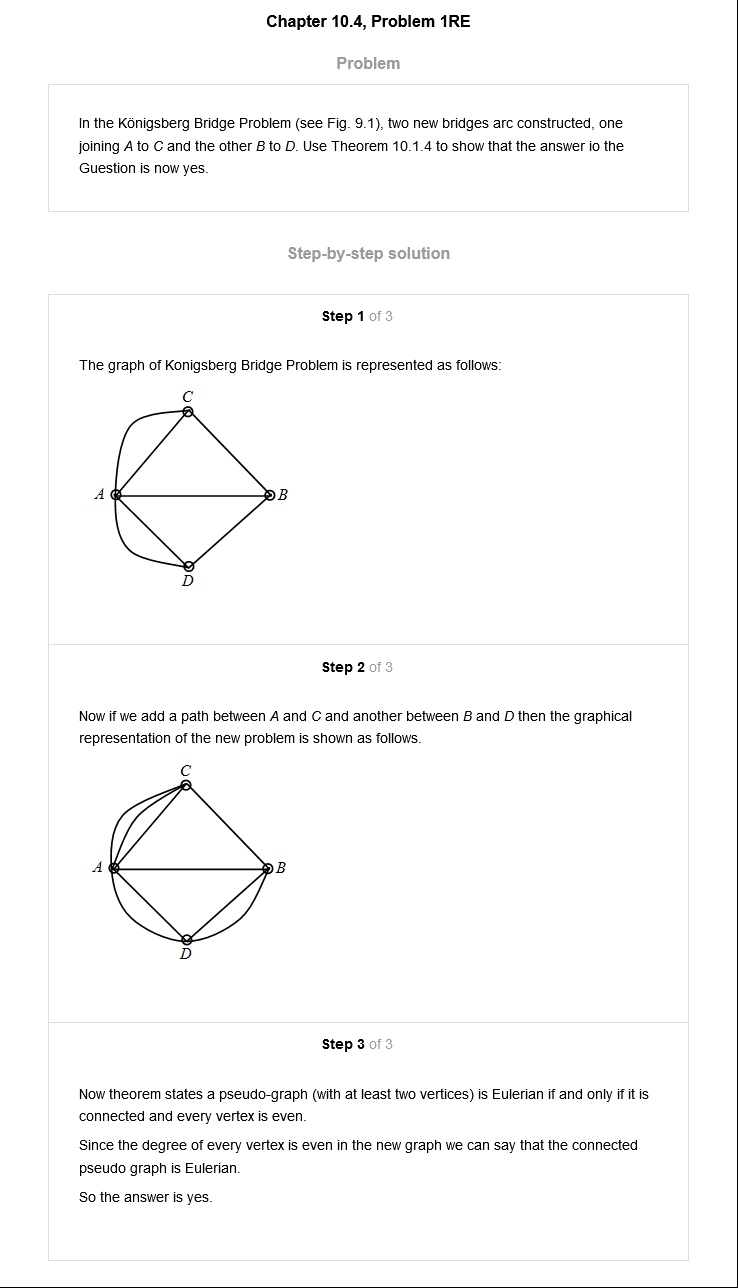 Chapter 10.4, Problem 1RE
Problem
In the Königsberg Bridge Problem (see Fig. 9.1), two new bridges arc constructed, one
joining A to C and the other B to D. Use Theorem 10.1.4 to show that the answer io the
Guestion is now yes.
Step-by-step solution
Step 1 of 3
The graph of Konigsberg Bridge Problem is represented as follows:
C
A
B
D
Step 2 of 3
Now if we add a path between A and C and another between B and D then the graphical
representation of the new problem is shown as follows.
C
A
B
D
Step 3 of 3
Now theorem states a pseudo-graph (with at least two vertices) is Eulerian if and only if it is
connected and every vertex is even.
Since the degree of every vertex is even in the new graph we can say that the connected
pseudo graph is Eulerian.
So the answer is yes.